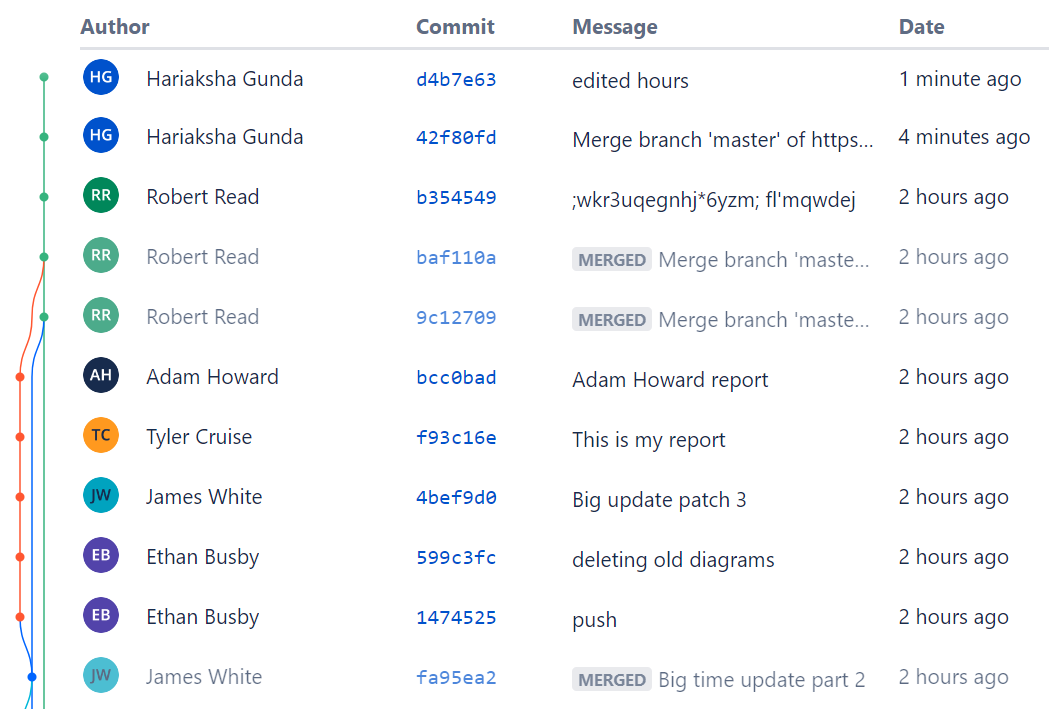 Author Commit Message Date
HG Hariaksha Gunda d4b7e63 edited hours 1 minute ago
HG Hariaksha Gunda 42f80fd Merge branch 'master' of https... 4 minutes ago
RR Robert Read b354549 ;wkr3uqegnhj*6yzm; fl'mqwdej 2 hours ago
RR Robert Read baf110a MERGED Merge branch 'maste... 2 hours ago
RR Robert Read 9c12709 MERGED Merge branch 'maste... 2 hours ago
AH Adam Howard bcc0bad Adam Howard report 2 hours ago
TC Tyler Cruise f93c16e This is my report 2 hours ago
JW James White 4bef9d0 Big update patch 3 2 hours ago
EB Ethan Busby 599c3fc deleting old diagrams 2 hours ago
EB Ethan Busby 1474525 push 2 hours ago
JW James White fa95ea2 MERGED Big time update part 2 2 hours ago